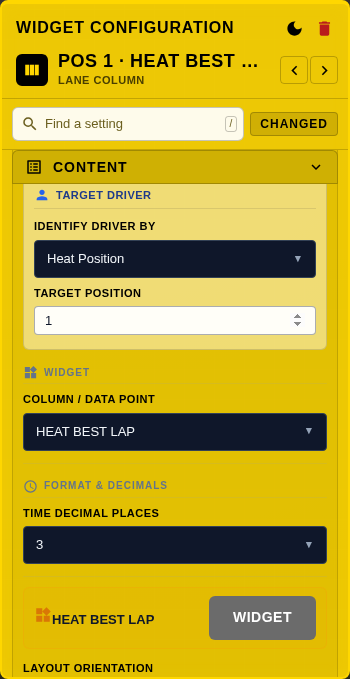 WIDGET CONFIGURATION
POS 1 · HEAT BEST ...
LANE COLUMN
Find a setting
/
CHANGED
CONTENT
TARGET DRIVER
IDENTIFY DRIVER BY
Heat Position
TARGET POSITION
1
WIDGET
COLUMN / DATA POINT
HEAT BEST LAP
FORMAT & DECIMALS
TIME DECIMAL PLACES
3
HEAT BEST LAP
WIDGET
LAYOUT ORIENTATION